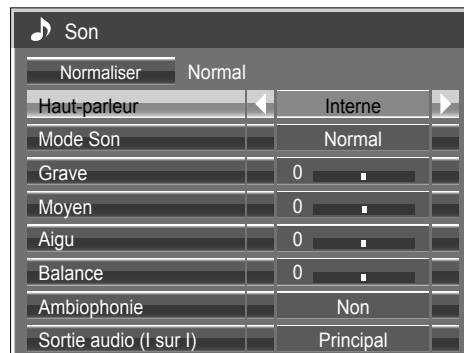 Son
Normaliser Normal
Haut-parleur Interne
Mode Son Normal
Grave 0
Moyen 0
Aigu 0
Balance 0
Ambiophonie Non
Sortie audio (I sur I) Principal